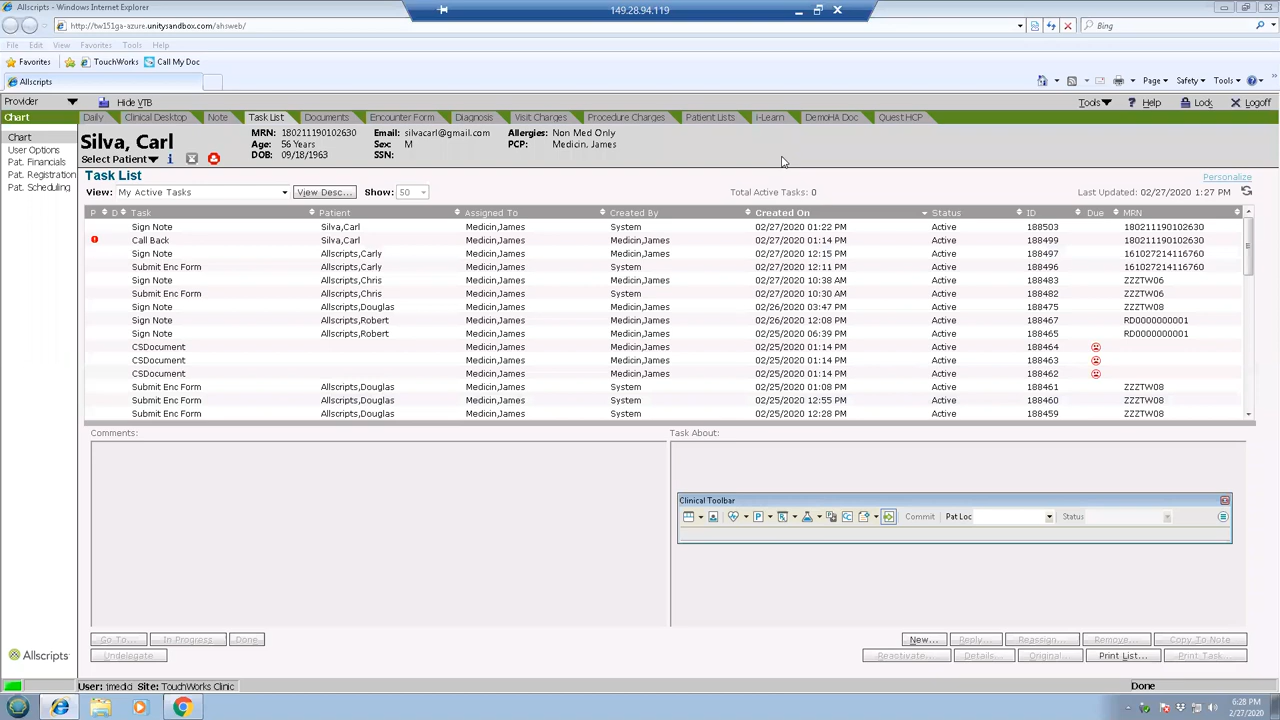 Allscripts - Windows Internet Explorer
149.28.94.119
http://tw151ga-azure.unitysandbox.com/ahsweb/
Bing
File Edit View Favorites Tools Help
Favorites TouchWorks Call My Doc
Allscripts
Page Safety Tools
Provider Hide VTB Tools Help Lock Logoff
Chart Daily Clinical Desktop Note Task List Documents Encounter Form Diagnosis Visit Charges Procedure Charges Patient Lists i-Learn DemoHA Doc Quest HCP
Chart
User Options
Pat. Financials
Pat. Registration
Pat. Scheduling
Silva, Carl
Select Patient
MRN: 180211190102630 Email: silvacarl@gmail.com Allergies: Non Med Only
Age: 56 Years Sex: M PCP: Medicin, James
DOB: 09/18/1963 SSN:
Task List Personalize
View: My Active Tasks View Desc... Show: 50 Total Active Tasks: 0 Last Updated: 02/27/2020 1:27 PM
P D Task Patient Assigned To Created By Created On Status ID Due MRN
Sign Note Silva,Carl Medicin,James System 02/27/2020 01:22 PM Active 188503 180211190102630
Call Back Silva,Carl Medicin,James Medicin,James 02/27/2020 01:14 PM Active 188499 180211190102630
Sign Note Allscripts,Carly Medicin,James Medicin,James 02/27/2020 12:15 PM Active 188497 161027214116760
Submit Enc Form Allscripts,Carly Medicin,James System 02/27/2020 12:11 PM Active 188496 161027214116760
Sign Note Allscripts,Chris Medicin,James Medicin,James 02/27/2020 10:38 AM Active 188483 ZZZTW06
Submit Enc Form Allscripts,Chris Medicin,James System 02/27/2020 10:30 AM Active 188482 ZZZTW06
Sign Note Allscripts,Douglas Medicin,James Medicin,James 02/26/2020 03:47 PM Active 188475 ZZZTW08
Sign Note Allscripts,Robert Medicin,James Medicin,James 02/26/2020 12:08 PM Active 188467 RD0000000001
Sign Note Allscripts,Robert Medicin,James Medicin,James 02/25/2020 06:39 PM Active 188465 RD0000000001
CSDocument Medicin,James Medicin,James 02/25/2020 01:14 PM Active 188464
CSDocument Medicin,James Medicin,James 02/25/2020 01:14 PM Active 188463
CSDocument Medicin,James Medicin,James 02/25/2020 01:14 PM Active 188462
Submit Enc Form Allscripts,Douglas Medicin,James System 02/25/2020 01:08 PM Active 188461 ZZZTW08
Submit Enc Form Allscripts,Douglas Medicin,James System 02/25/2020 12:55 PM Active 188460 ZZZTW08
Submit Enc Form Allscripts,Douglas Medicin,James System 02/25/2020 12:28 PM Active 188459 ZZZTW08
Comments: Task About:
Clinical Toolbar
Commit Pat Loc Status
Go To... In Progress Done New... Reply... Reassign... Remove... Copy To Note
Undelegate Reactivate... Details... Original... Print List... Print Task...
Allscripts
User: jmedici Site: TouchWorks Clinic Done
6:28 PM
2/27/2020